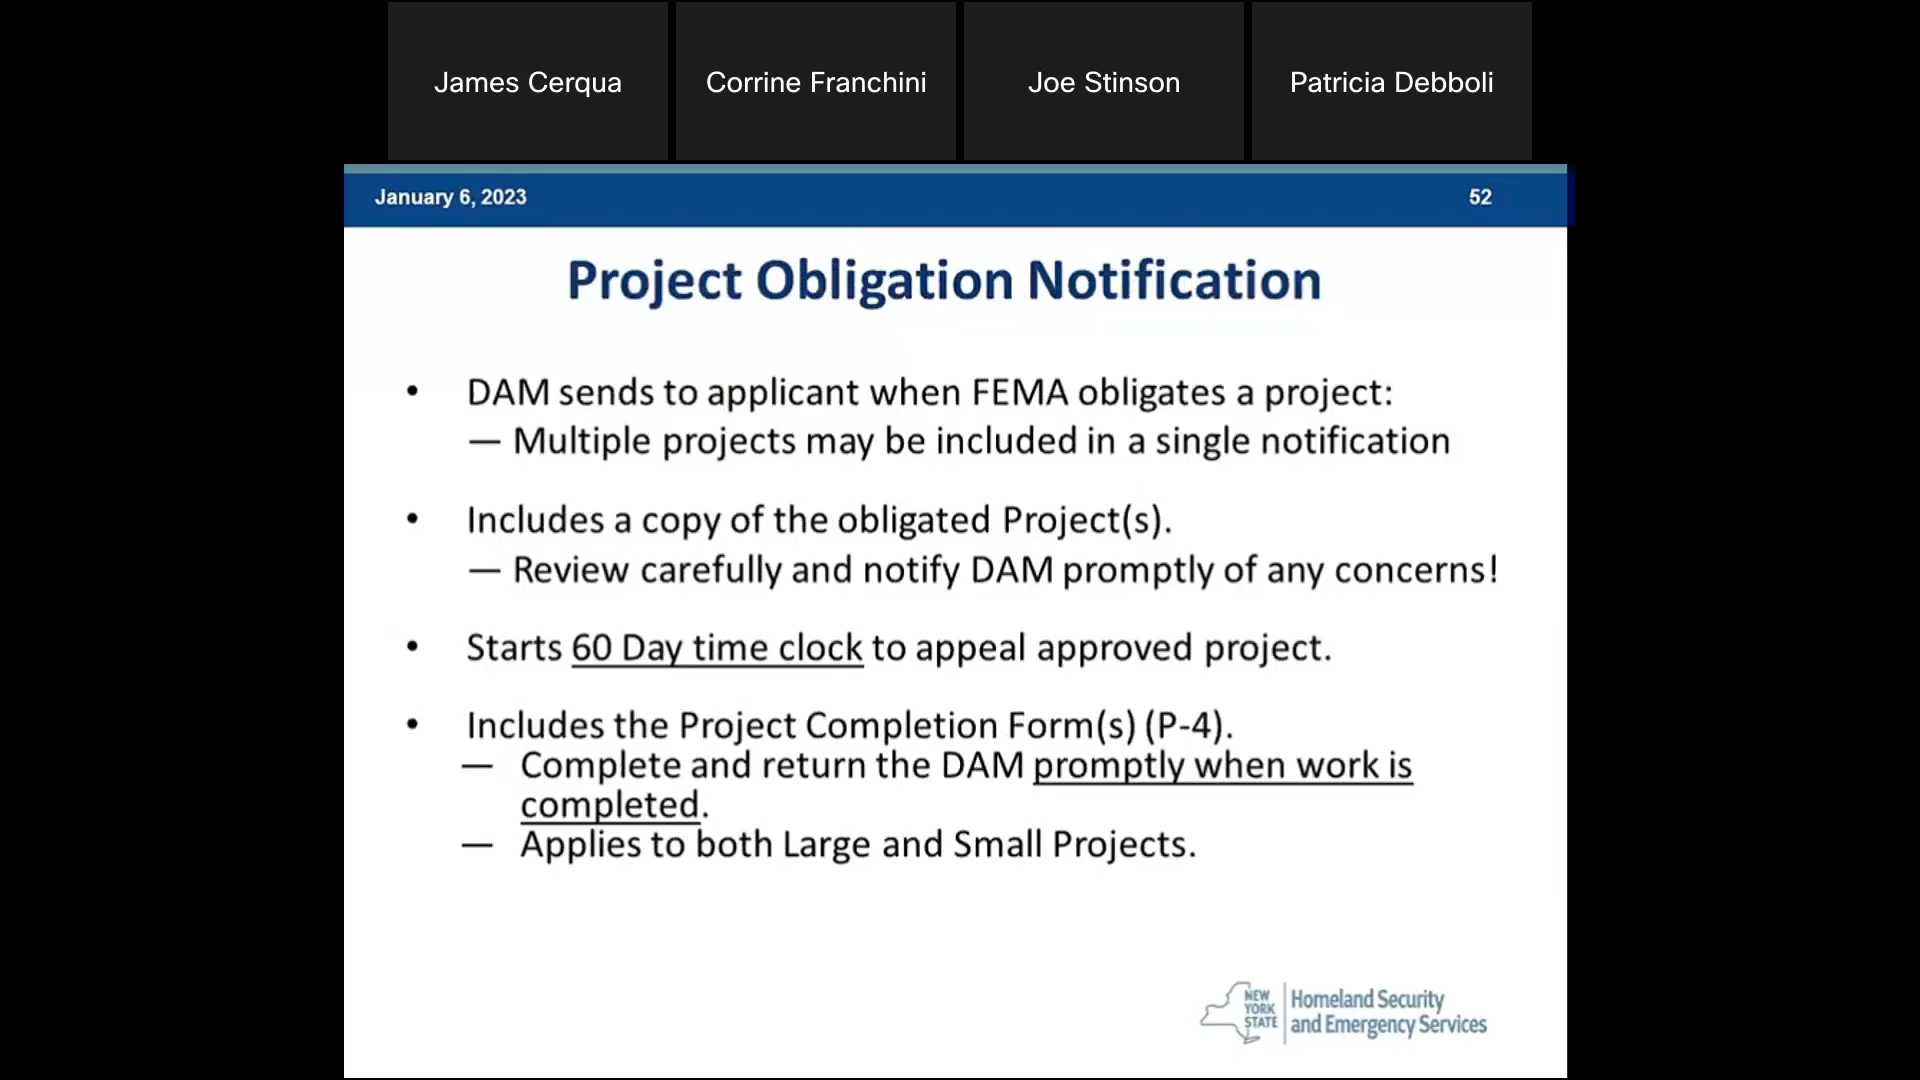 James Cerqua
Corrine Franchini
Joe Stinson
Patricia Debboli
January 6, 2023
52
Project Obligation Notification
• DAM sends to applicant when FEMA obligates a project:
— Multiple projects may be included in a single notification
• Includes a copy of the obligated Project(s).
— Review carefully and notify DAM promptly of any concerns!
• Starts 60 Day time clock to appeal approved project.
• Includes the Project Completion Form(s) (P-4).
— Complete and return the DAM promptly when work is
completed.
— Applies to both Large and Small Projects.
NEW
YORK
STATE
Homeland Security
and Emergency Services